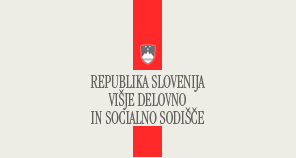 REPUBLIKA SLOVENIJA
VIŠJE DELOVNO
IN SOCIALNO SODIŠČE